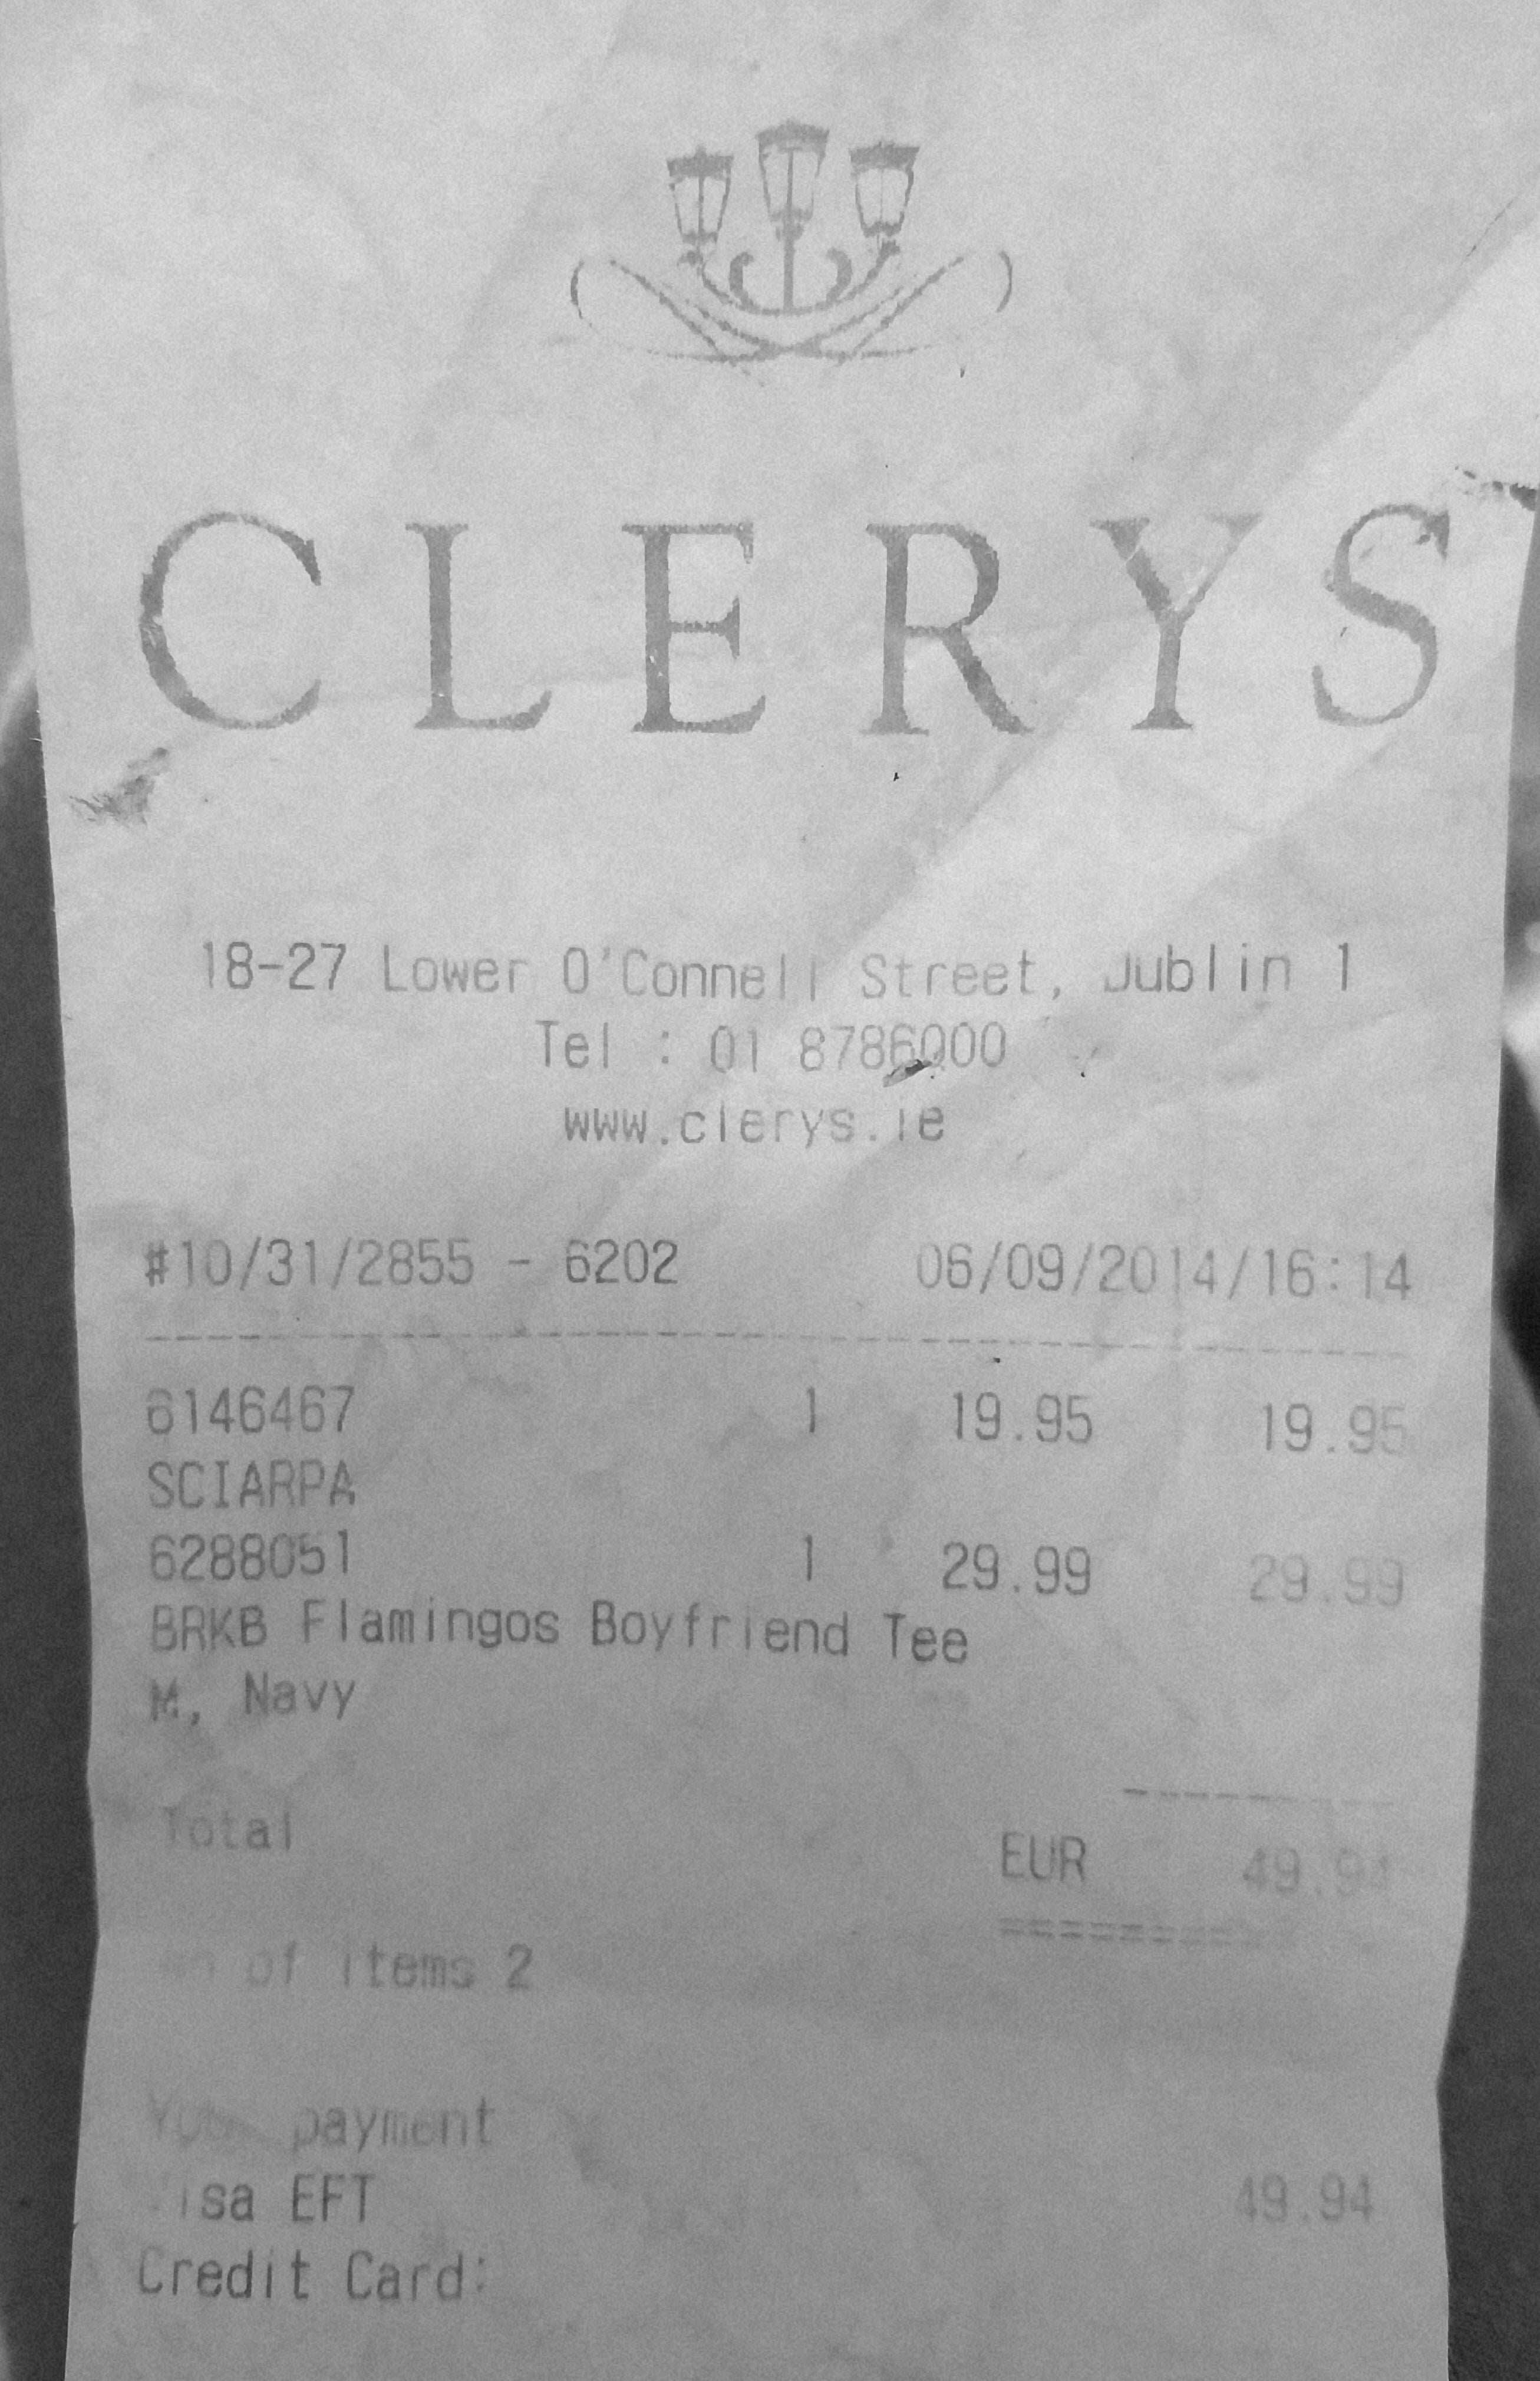 CLERYS
18-27 Lower O'Connell Street, Dublin 1
Tel : 01 8786000
www.clerys.ie
#10/31/2855 - 6202 06/09/2014/16:14
6146467 1 19.95 19.95
SCIARPA
6288051 1 29.99 29.99
BRKB Flamingos Boyfriend Tee
M, Navy
Total EUR 49.94
of items 2
Your payment
Visa EFT 49.94
Credit Card: